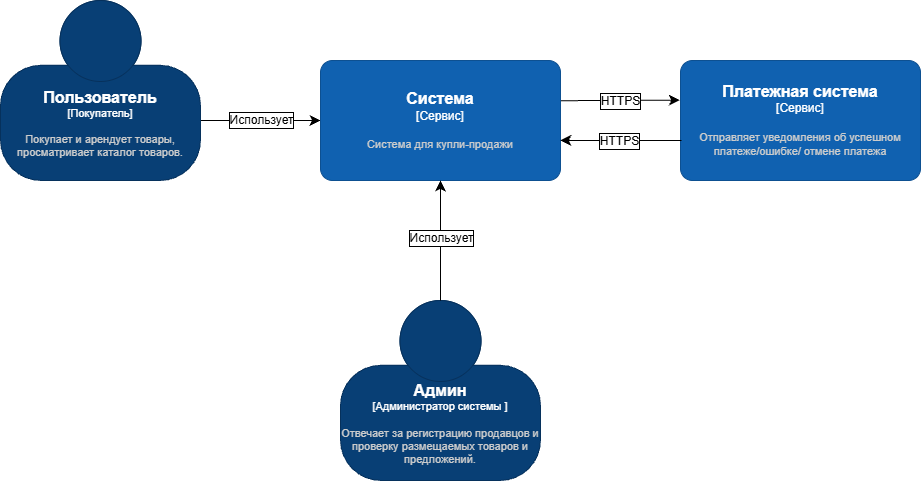 Пользователь
[Покупатель]
Покупает и арендует товары,
просматривает каталог товаров.
Использует
Система
[Сервис]
Система для купли-продажи
HTTPS
HTTPS
Платежная система
[Сервис]
Отправляет уведомления об успешном
платеже/ошибке/ отмене платежа
Использует
Админ
[Администратор системы ]
Отвечает за регистрацию продавцов и
проверку размещаемых товаров и
предложений.